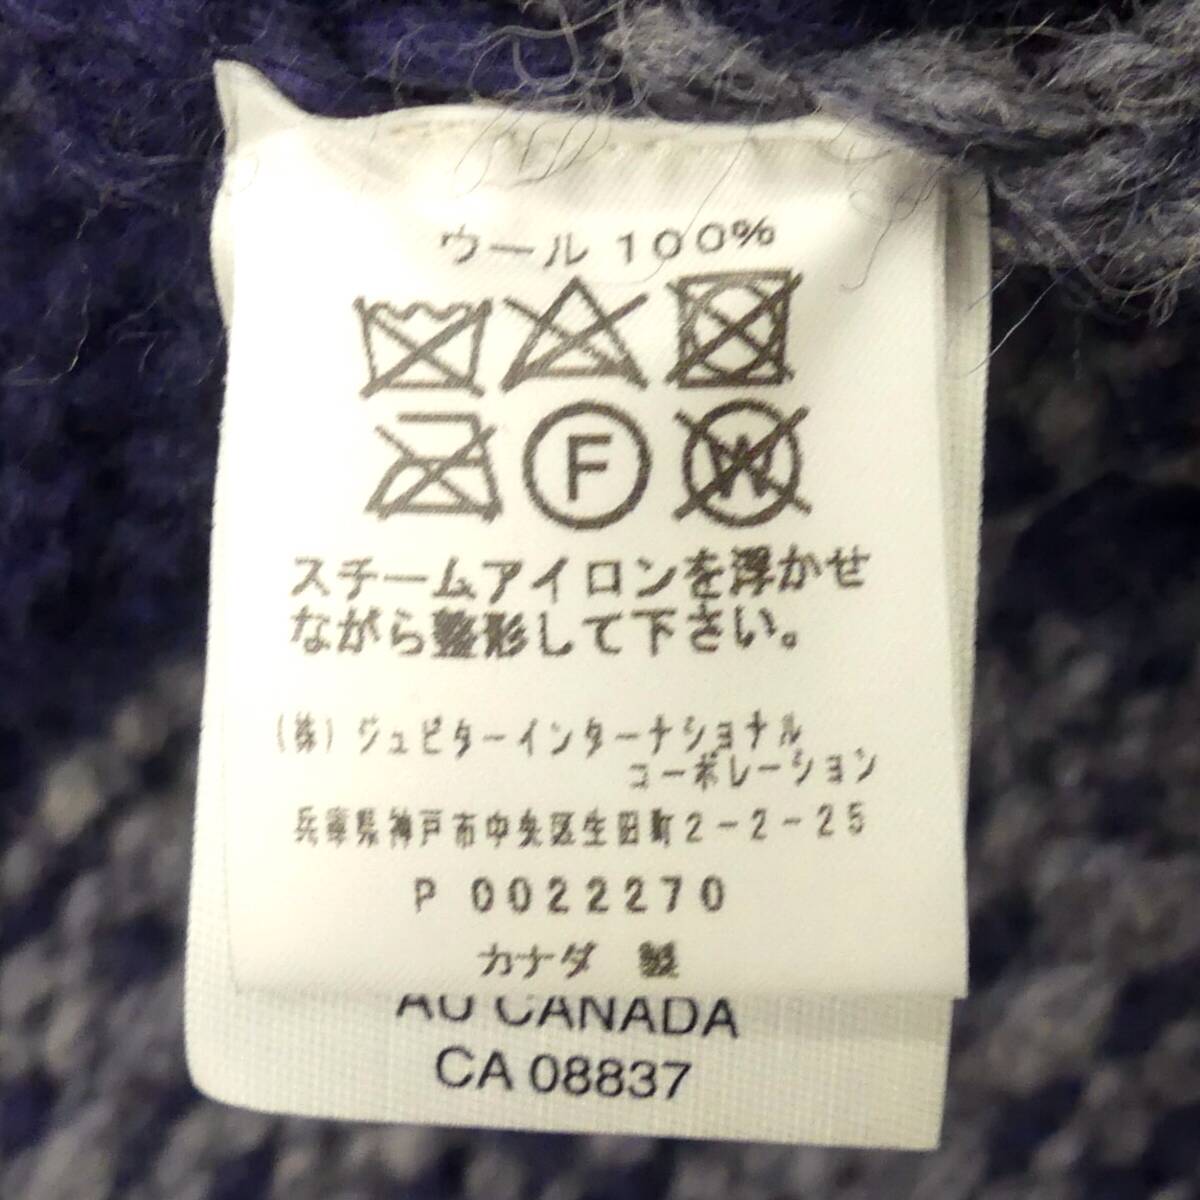 ウール 100%
F
W
スチームアイロンを浮かせ
ながら整形して下さい。
(株) ジュピターインターナショナル
コーポレーション
兵庫県神戸市中央区生田町2-2-25
P 0022270
カナダ 製
AU CANADA
CA 08837